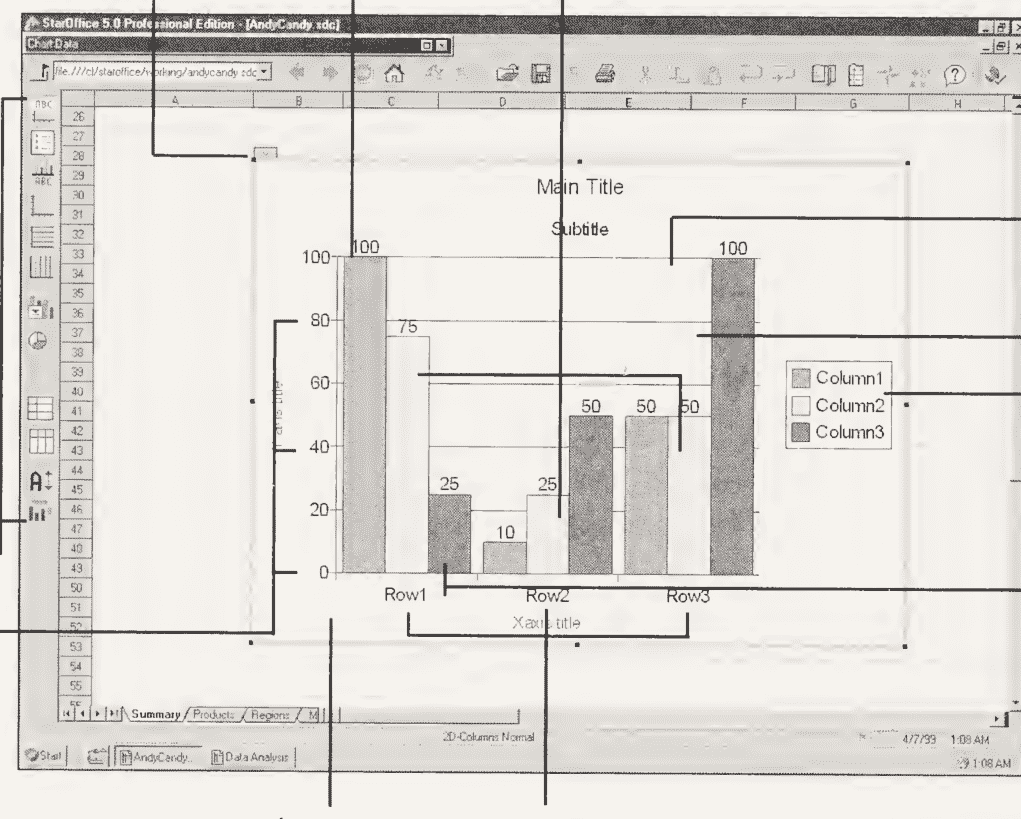 StarOffice 5.0 Professional Edition - [AndyCandy.sdc]
Chart Data
file:///c|/staroffice/working/andycandy.sdc
A B C D E F G H
ABC
ABC
26
27
28
29
30
31
32
33
34
35
36
37
38
39
40
41
42
43
44
45
46
47
48
49
50
51
52
53
54
55
Main Title
Subtitle
100
80
60
40
20
0
100
75
25
10
25
50
50
50
100
Column1
Column2
Column3
Row1 Row2 Row3
X axis title
Summary Products Regions M
2D-Columns Normal
Start AndyCandy... Data Analysis
4/7/99 1:08 AM
1:08 AM